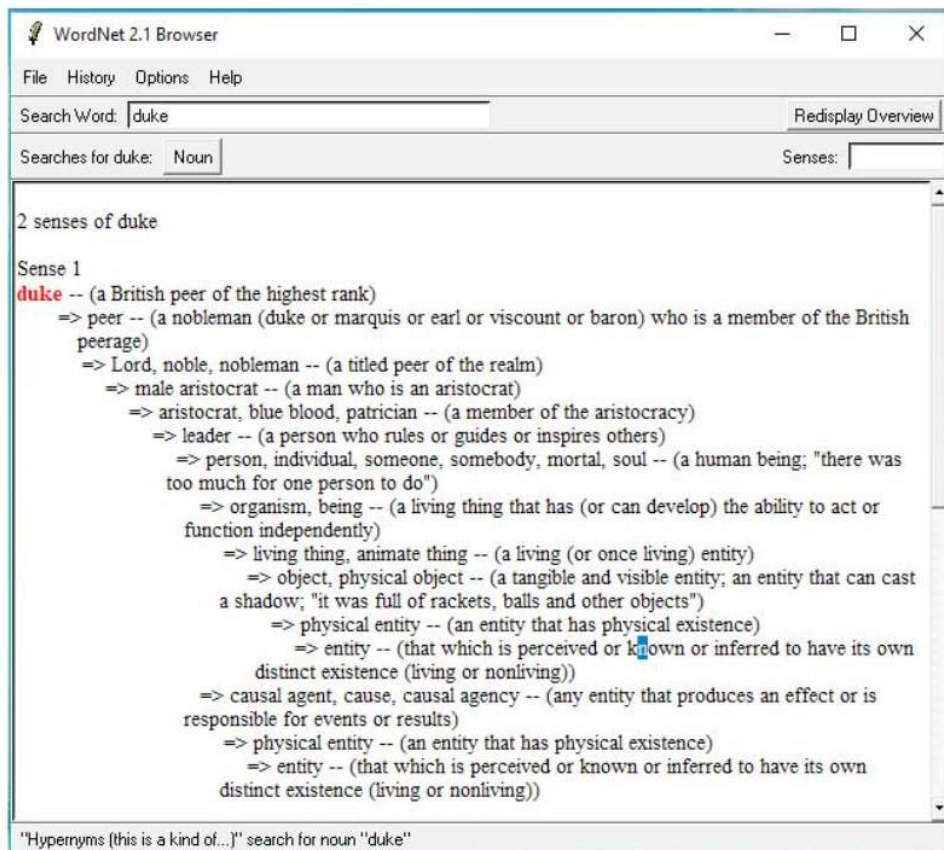 WordNet 2.1 Browser
File History Options Help
Search Word: duke Redisplay Overview
Searches for duke: Noun Senses:
2 senses of duke
Sense 1
duke -- (a British peer of the highest rank)
=> peer -- (a nobleman (duke or marquis or earl or viscount or baron) who is a member of the British
peerage)
=> Lord, noble, nobleman -- (a titled peer of the realm)
=> male aristocrat -- (a man who is an aristocrat)
=> aristocrat, blue blood, patrician -- (a member of the aristocracy)
=> leader -- (a person who rules or guides or inspires others)
=> person, individual, someone, somebody, mortal, soul -- (a human being; "there was
too much for one person to do")
=> organism, being -- (a living thing that has (or can develop) the ability to act or
function independently)
=> living thing, animate thing -- (a living (or once living) entity)
=> object, physical object -- (a tangible and visible entity; an entity that can cast
a shadow; "it was full of rackets, balls and other objects")
=> physical entity -- (an entity that has physical existence)
=> entity -- (that which is perceived or known or inferred to have its own
distinct existence (living or nonliving))
=> causal agent, cause, causal agency -- (any entity that produces an effect or is
responsible for events or results)
=> physical entity -- (an entity that has physical existence)
=> entity -- (that which is perceived or known or inferred to have its own
distinct existence (living or nonliving))
"Hypernyms (this is a kind of...)" search for noun "duke"